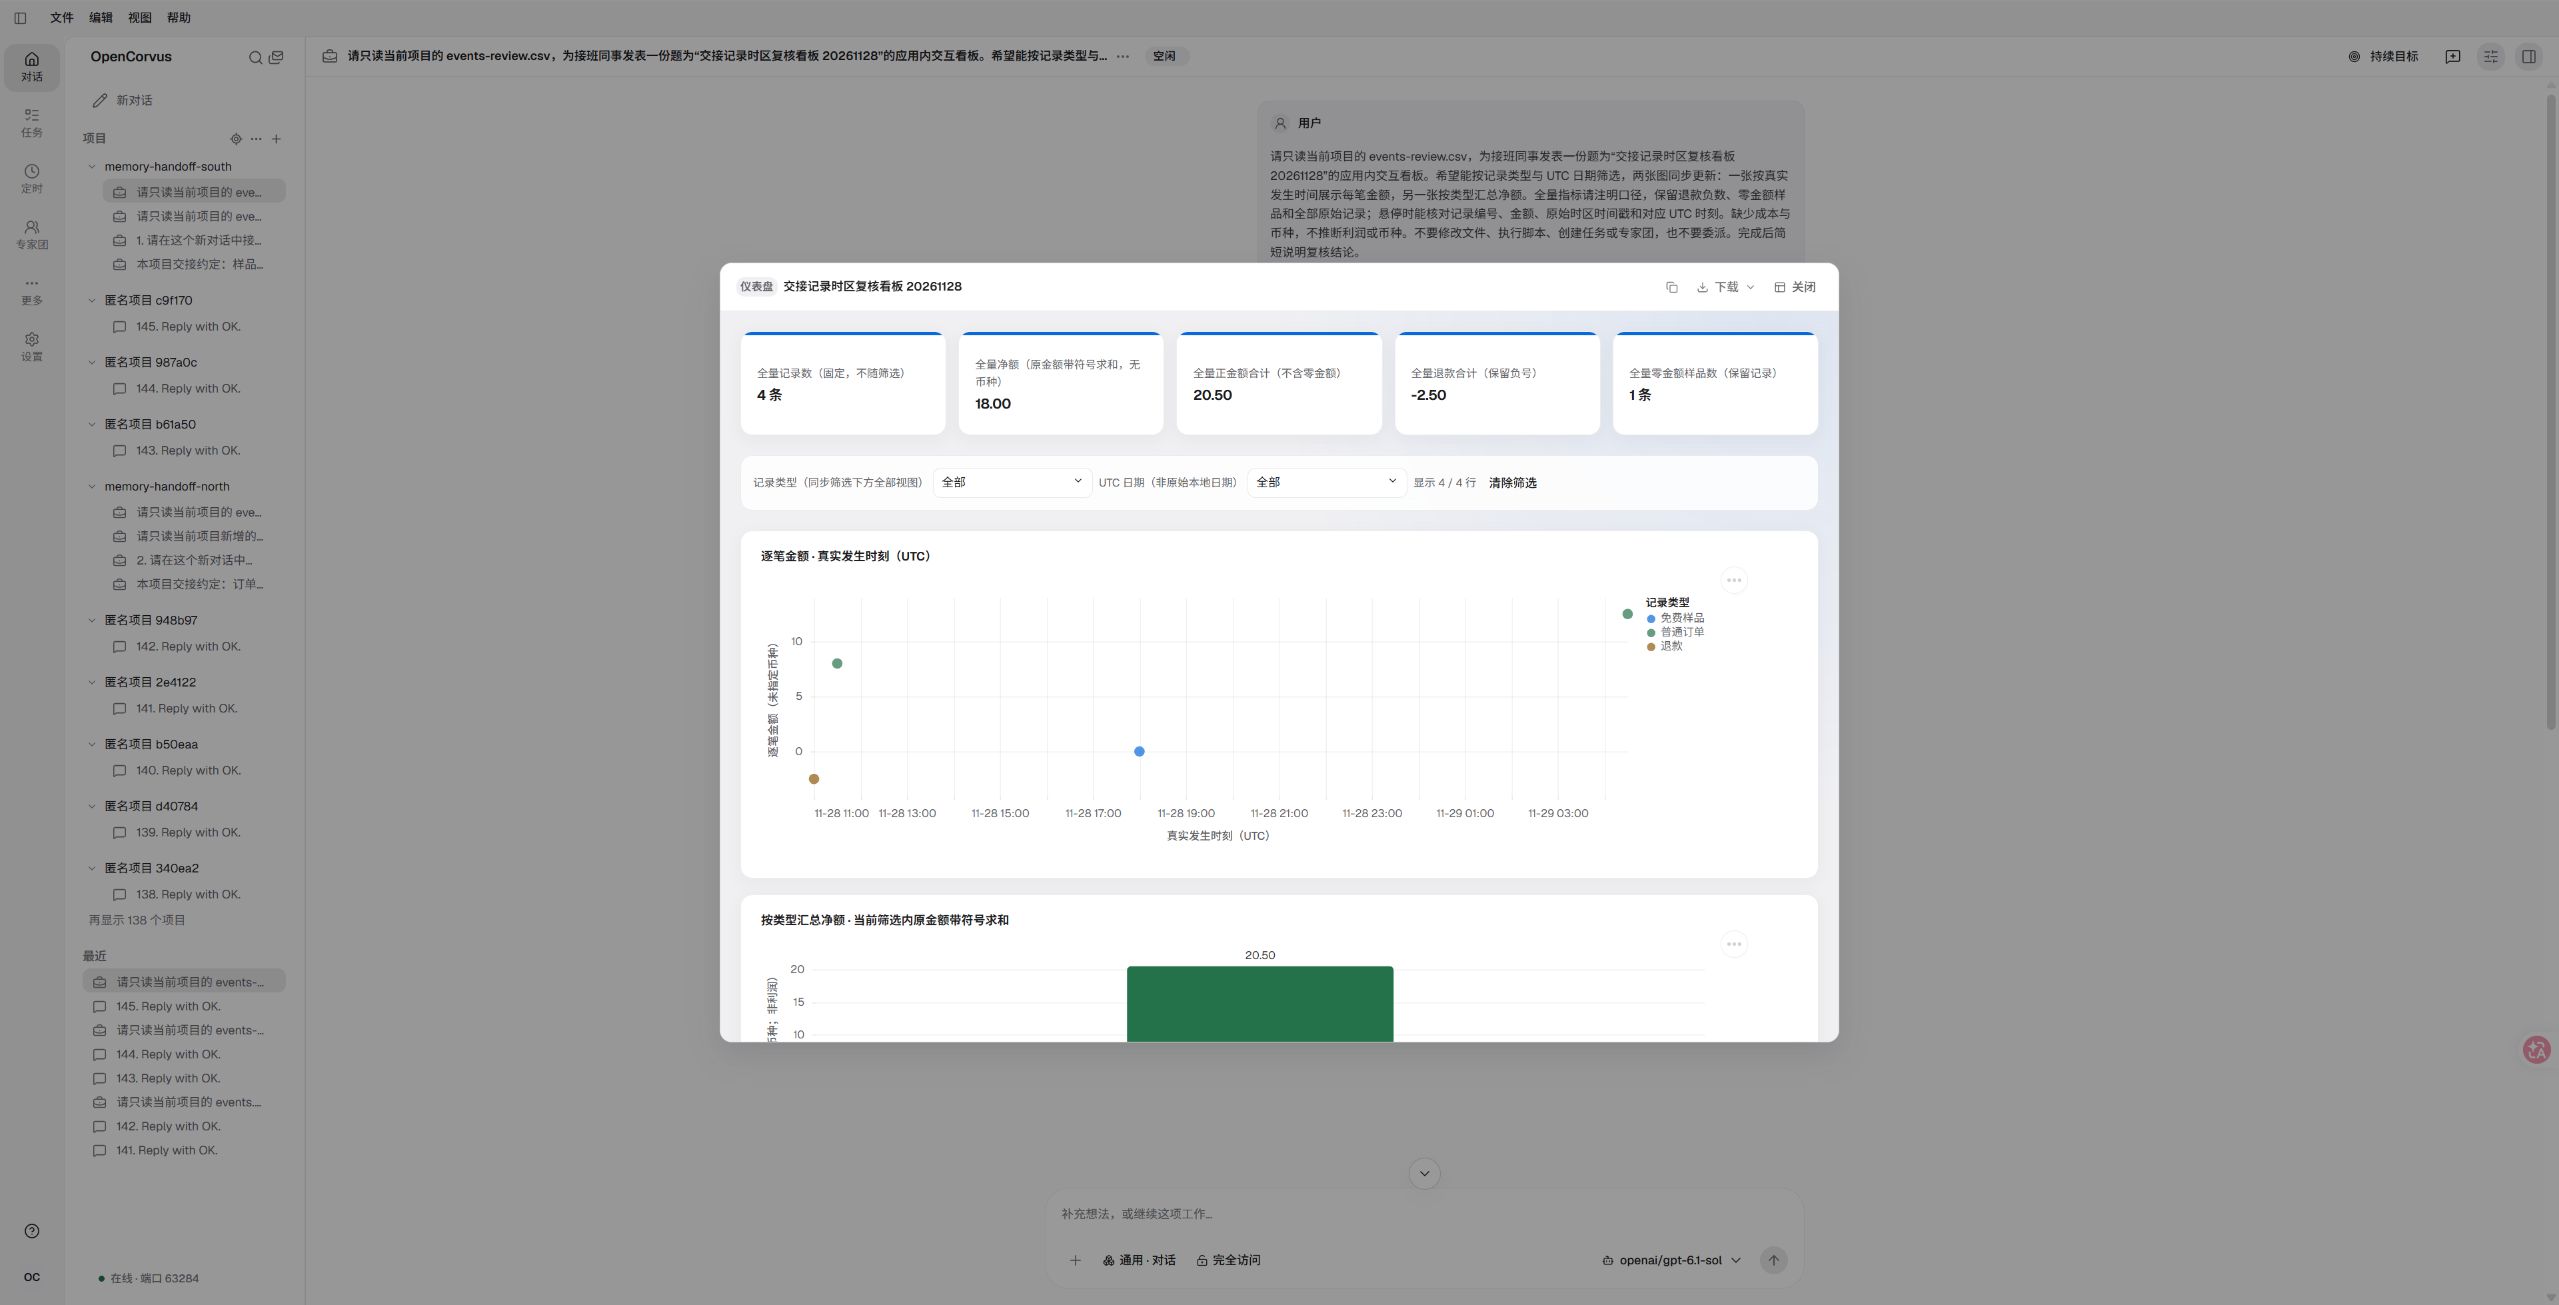 文件 编辑 视图 帮助
对话
任务
定时
专家团
更多
设置
OC
OpenCorvus
新对话
项目
memory-handoff-south
请只读当前项目的 eve...
请只读当前项目的 eve...
1. 请在这个新对话中接...
本项目交接约定：样品...
匿名项目 c9f170
145. Reply with OK.
匿名项目 987a0c
144. Reply with OK.
匿名项目 b61a50
143. Reply with OK.
memory-handoff-north
请只读当前项目的 eve...
请只读当前项目新增的...
2. 请在这个新对话中...
本项目交接约定：订单...
匿名项目 948b97
142. Reply with OK.
匿名项目 2e4122
141. Reply with OK.
匿名项目 b50eaa
140. Reply with OK.
匿名项目 d40784
139. Reply with OK.
匿名项目 340ea2
138. Reply with OK.
再显示 138 个项目
最近
请只读当前项目的 events-...
145. Reply with OK.
请只读当前项目的 events-...
144. Reply with OK.
143. Reply with OK.
请只读当前项目的 events....
142. Reply with OK.
141. Reply with OK.
在线 · 端口 63284
请只读当前项目的 events-review.csv，为接班同事发表一份题为“交接记录时区复核看板 20261128”的应用内交互看板。希望能按记录类型与... ··· 空闲
持续目标
用户
请只读当前项目的 events-review.csv，为接班同事发表一份题为“交接记录时区复核看板
20261128”的应用内交互看板。希望能按记录类型与 UTC 日期筛选，两张图同步更新：一张按真实
发生时间展示每笔金额，另一张按类型汇总净额。全量指标请注明口径，保留退款负数、零金额样
品和全部原始记录；悬停时能核对记录编号、金额、原始时区时间戳和对应 UTC 时刻。缺少成本与
币种，不推断利润或币种。不要修改文件、执行脚本、创建任务或专家团，也不要委派。完成后简
短说明复核结论。
仪表盘 交接记录时区复核看板 20261128
下载 关闭
全量记录数（固定，不随筛选）
4 条
全量净额（原金额带符号求和，无
币种）
18.00
全量正金额合计（不含零金额）
20.50
全量退款合计（保留负号）
-2.50
全量零金额样品数（保留记录）
1 条
记录类型（同步筛选下方全部视图） 全部 UTC 日期（非原始本地日期） 全部 显示 4 / 4 行 清除筛选
逐笔金额 · 真实发生时刻（UTC）
逐笔金额（未指定币种）
10
5
0
11-28 11:00 11-28 13:00 11-28 15:00 11-28 17:00 11-28 19:00 11-28 21:00 11-28 23:00 11-29 01:00 11-29 03:00
真实发生时刻（UTC）
记录类型
免费样品
普通订单
退款
按类型汇总净额 · 当前筛选内原金额带符号求和
20.50
20
15
10
币种；非利润）
补充想法，或继续这项工作...
通用 · 对话 完全访问 openai/gpt-6.1-sol